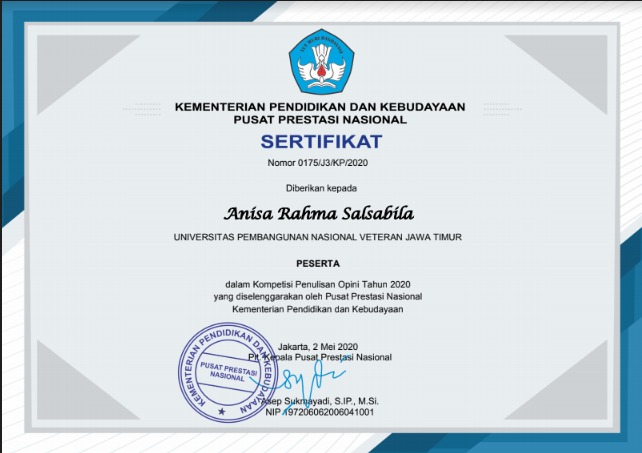 TUT WURI HANDAYANI
KEMENTERIAN PENDIDIKAN DAN KEBUDAYAAN
PUSAT PRESTASI NASIONAL
SERTIFIKAT
Nomor 0175/J3/KP/2020
Diberikan kepada
Anisa Rahma Salsabila
UNIVERSITAS PEMBANGUNAN NASIONAL VETERAN JAWA TIMUR
PESERTA
dalam Kompetisi Penulisan Opini Tahun 2020
yang diselenggarakan oleh Pusat Prestasi Nasional
Kementerian Pendidikan dan Kebudayaan
Jakarta, 2 Mei 2020
Plt. Kepala Pusat Prestasi Nasional
KEMENTERIAN PENDIDIKAN DAN KEBUDAYAAN
PUSAT PRESTASI
NASIONAL
Asep Sukmayadi, S.IP., M.Si.
NIP 197206062006041001